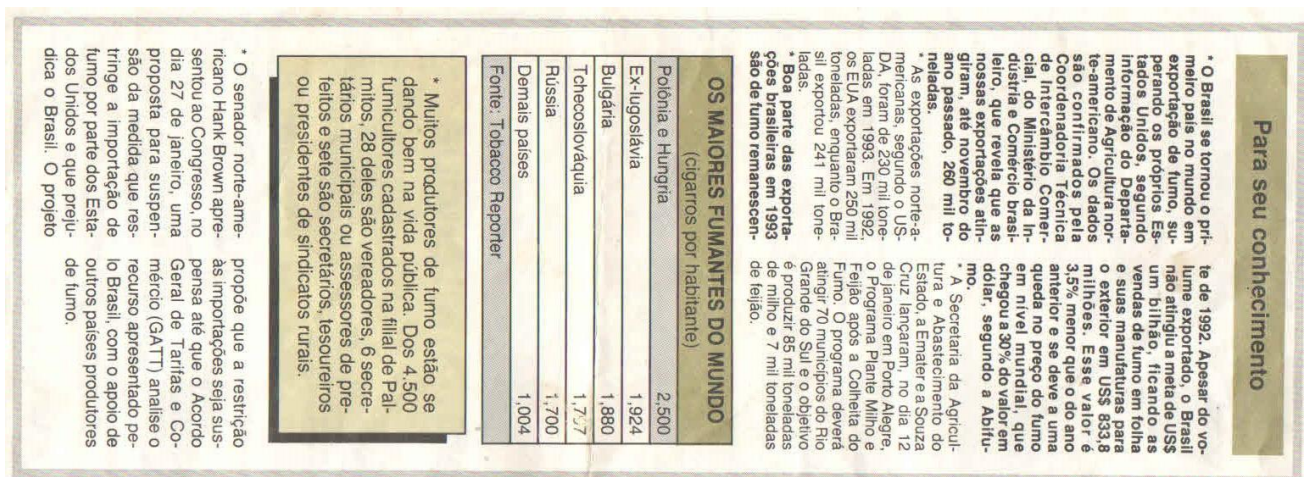 Para seu conhecimento
* O Brasil se tornou o pri-
meiro país no mundo em
exportação de fumo, su-
perando os próprios Es-
tados Unidos, segundo
informação do Departa-
mento de Agricultura nor-
te-americano. Os dados
são confirmados pela
Coordenadoria Técnica
de Intercâmbio Comer-
cial, do Ministério da In-
dústria e Comércio brasi-
leiro, que revela que as
nossas exportações atin-
giram, até novembro do
ano passado, 260 mil to-
neladas.
* As exportações norte-a-
mericanas, segundo o US-
DA, foram de 230 mil tone-
ladas em 1993. Em 1992,
os EUA exportaram 250 mil
toneladas, enquanto o Bra-
sil exportou 241 mil tone-
ladas.
* Boa parte das exporta-
ções brasileiras em 1993
são de fumo remanescen-
te de 1992. Apesar do vo-
lume exportado, o Brasil
não atingiu a meta de US$
um bilhão, ficando as
vendas de fumo em folha
e suas manufaturas para
o exterior em US$ 833,8
milhões. Esse valor é
3,5% menor que o do ano
anterior e se deve a uma
queda no preço do fumo
em nível mundial, que
chegou a 30% do valor em
dólar, segundo a Abifu-
mo.
* A Secretaria da Agricul-
tura e Abastecimento do
Estado, a Emater e a Souza
Cruz lançaram, no dia 12
de janeiro em Porto Alegre,
o Programa Plante Milho e
Feijão após a Colheita do
Fumo. O programa deverá
atingir 70 municípios do Rio
Grande do Sul e o objetivo
é produzir 85 mil toneladas
de milho e 7 mil toneladas
de feijão.
OS MAIORES FUMANTES DO MUNDO
(cigarros por habitante)
Polônia e Hungria 2,500
Ex-Iugoslávia 1,924
Bulgária 1,880
Tchecoslováquia 1,797
Rússia 1,700
Demais países 1,004
Fonte: Tobacco Reporter
* Muitos produtores de fumo estão se
dando bem na vida pública. Dos 4.500
fumicultores cadastrados na filial de Pal-
mitos, 28 deles são vereadores, 6 secre-
tários municipais ou assessores de pre-
feitos e sete são secretários, tesoureiros
ou presidentes de sindicatos rurais.
* O senador norte-ame-
ricano Hank Brown apre-
sentou ao Congresso, no
dia 27 de janeiro, uma
proposta para suspen-
são da medida que res-
tringe a importação de
fumo por parte dos Esta-
dos Unidos e que preju-
dica o Brasil. O projeto
propõe que a restrição
às importações seja sus-
pensa até que o Acordo
Geral de Tarifas e Co-
mércio (GATT) analise o
recurso apresentado pe-
lo Brasil, com o apoio de
outros países produtores
de fumo.